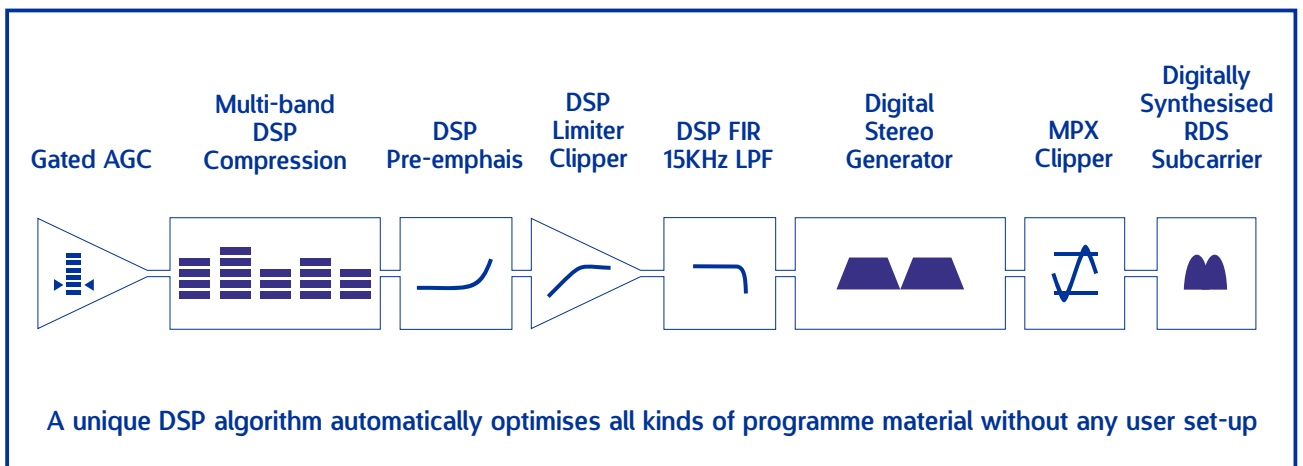 Gated AGC
Multi-band
DSP
Compression
DSP
Pre-emphais
DSP
Limiter
Clipper
DSP FIR
15KHz LPF
Digital
Stereo
Generator
MPX
Clipper
Digitally
Synthesised
RDS
Subcarrier
A unique DSP algorithm automatically optimises all kinds of programme material without any user set-up